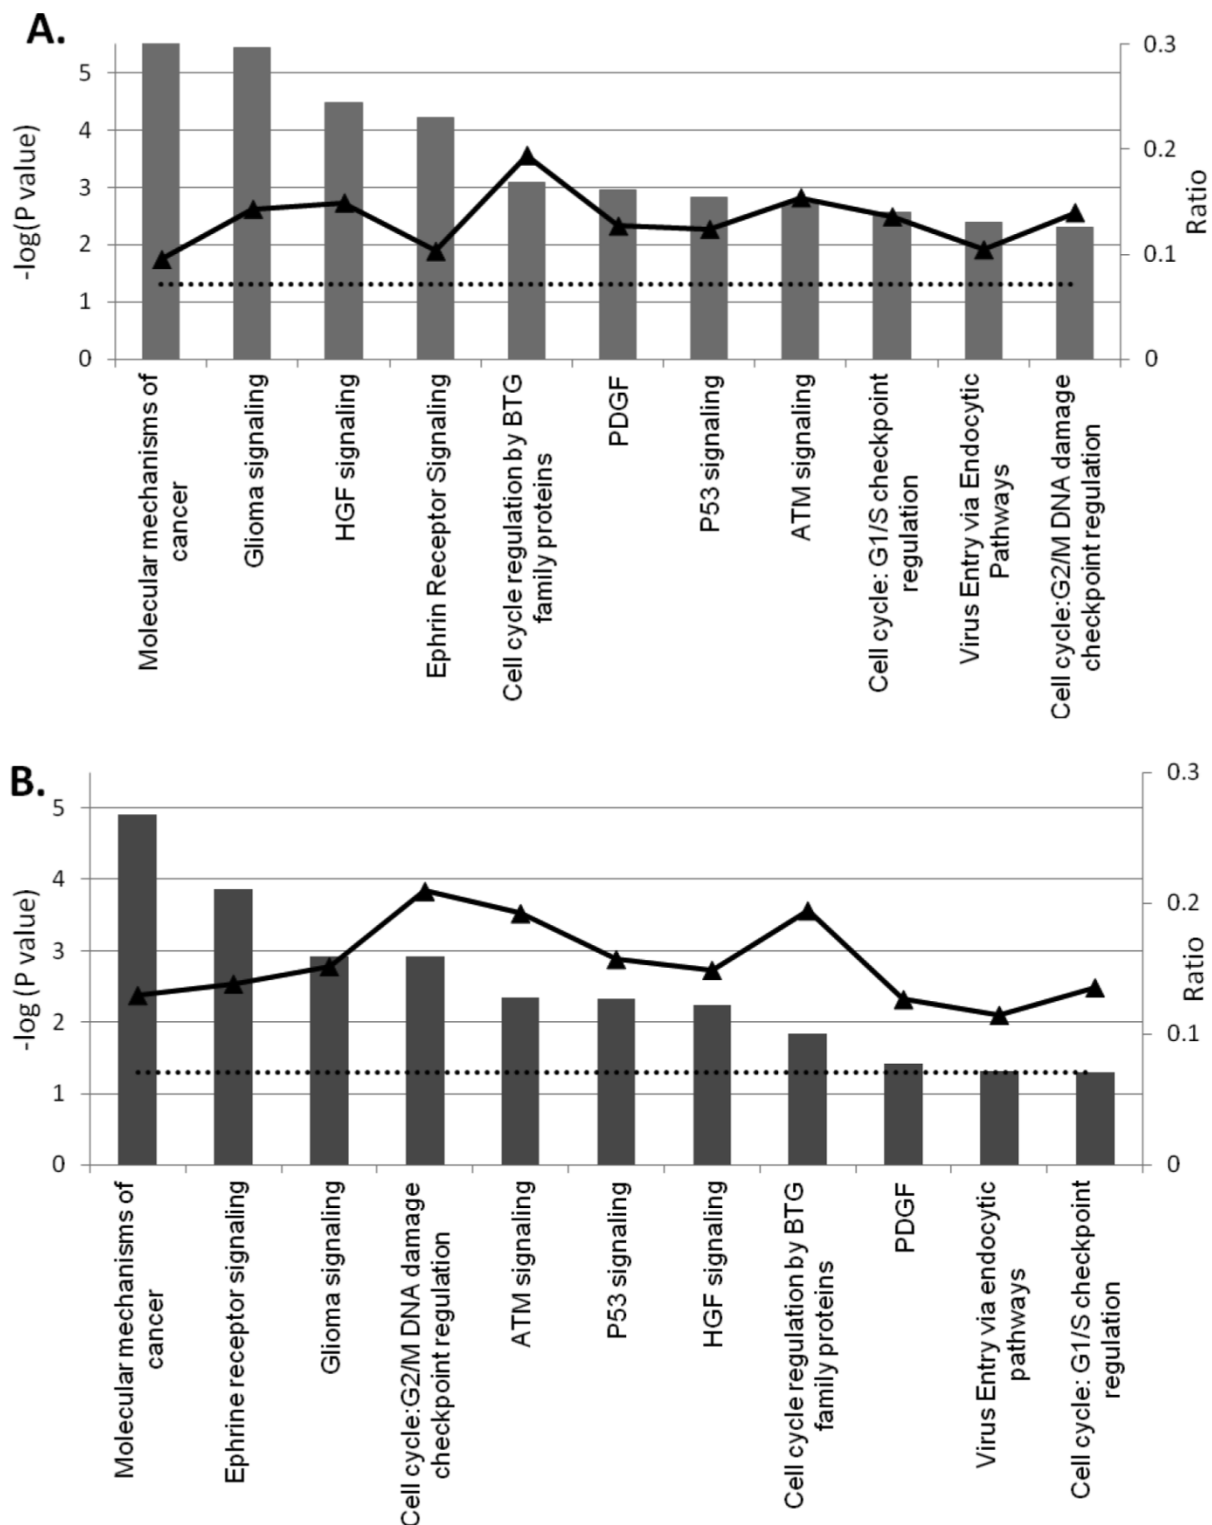 A.
-log(P value)
5
4
3
2
1
0
0.3
0.2
0.1
0
Ratio
Molecular mechanisms of
cancer
Glioma signaling
HGF signaling
Ephrin Receptor Signaling
Cell cycle regulation by BTG
family proteins
PDGF
P53 signaling
ATM signaling
Cell cycle: G1/S checkpoint
regulation
Virus Entry via Endocytic
Pathways
Cell cycle:G2/M DNA damage
checkpoint regulation
B.
-log (P value)
5
4
3
2
1
0
0.3
0.2
0.1
0
Ratio
Molecular mechanisms of
cancer
Ephrine receptor signaling
Glioma signaling
Cell cycle:G2/M DNA damage
checkpoint regulation
ATM signaling
P53 signaling
HGF signaling
Cell cycle regulation by BTG
family proteins
PDGF
Virus Entry via endocytic
pathways
Cell cycle: G1/S checkpoint
regulation